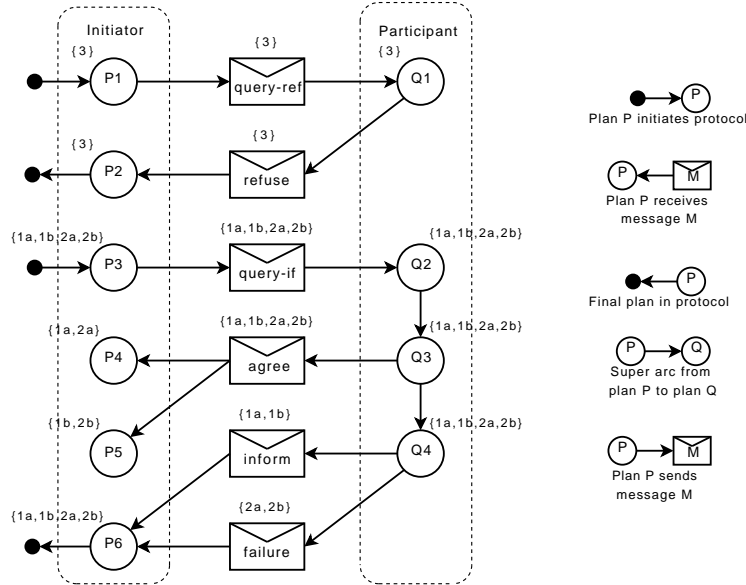 Initiator
Participant
{3}
{3}
{3}
P1
query-ref
Q1
{3}
{3}
P2
refuse
{1a,1b,2a,2b}
{1a,1b,2a,2b}
{1a,1b,2a,2b}
P3
query-if
Q2
{1a,2a}
{1a,1b,2a,2b}
{1a,1b,2a,2b}
P4
agree
Q3
{1b,2b}
{1a,1b}
{1a,1b,2a,2b}
P5
inform
Q4
{1a,1b,2a,2b}
{2a,2b}
P6
failure
P
Plan P initiates protocol
P
M
Plan P receives
message M
P
Final plan in protocol
P
Q
Super arc from
plan P to plan Q
P
M
Plan P sends
message M